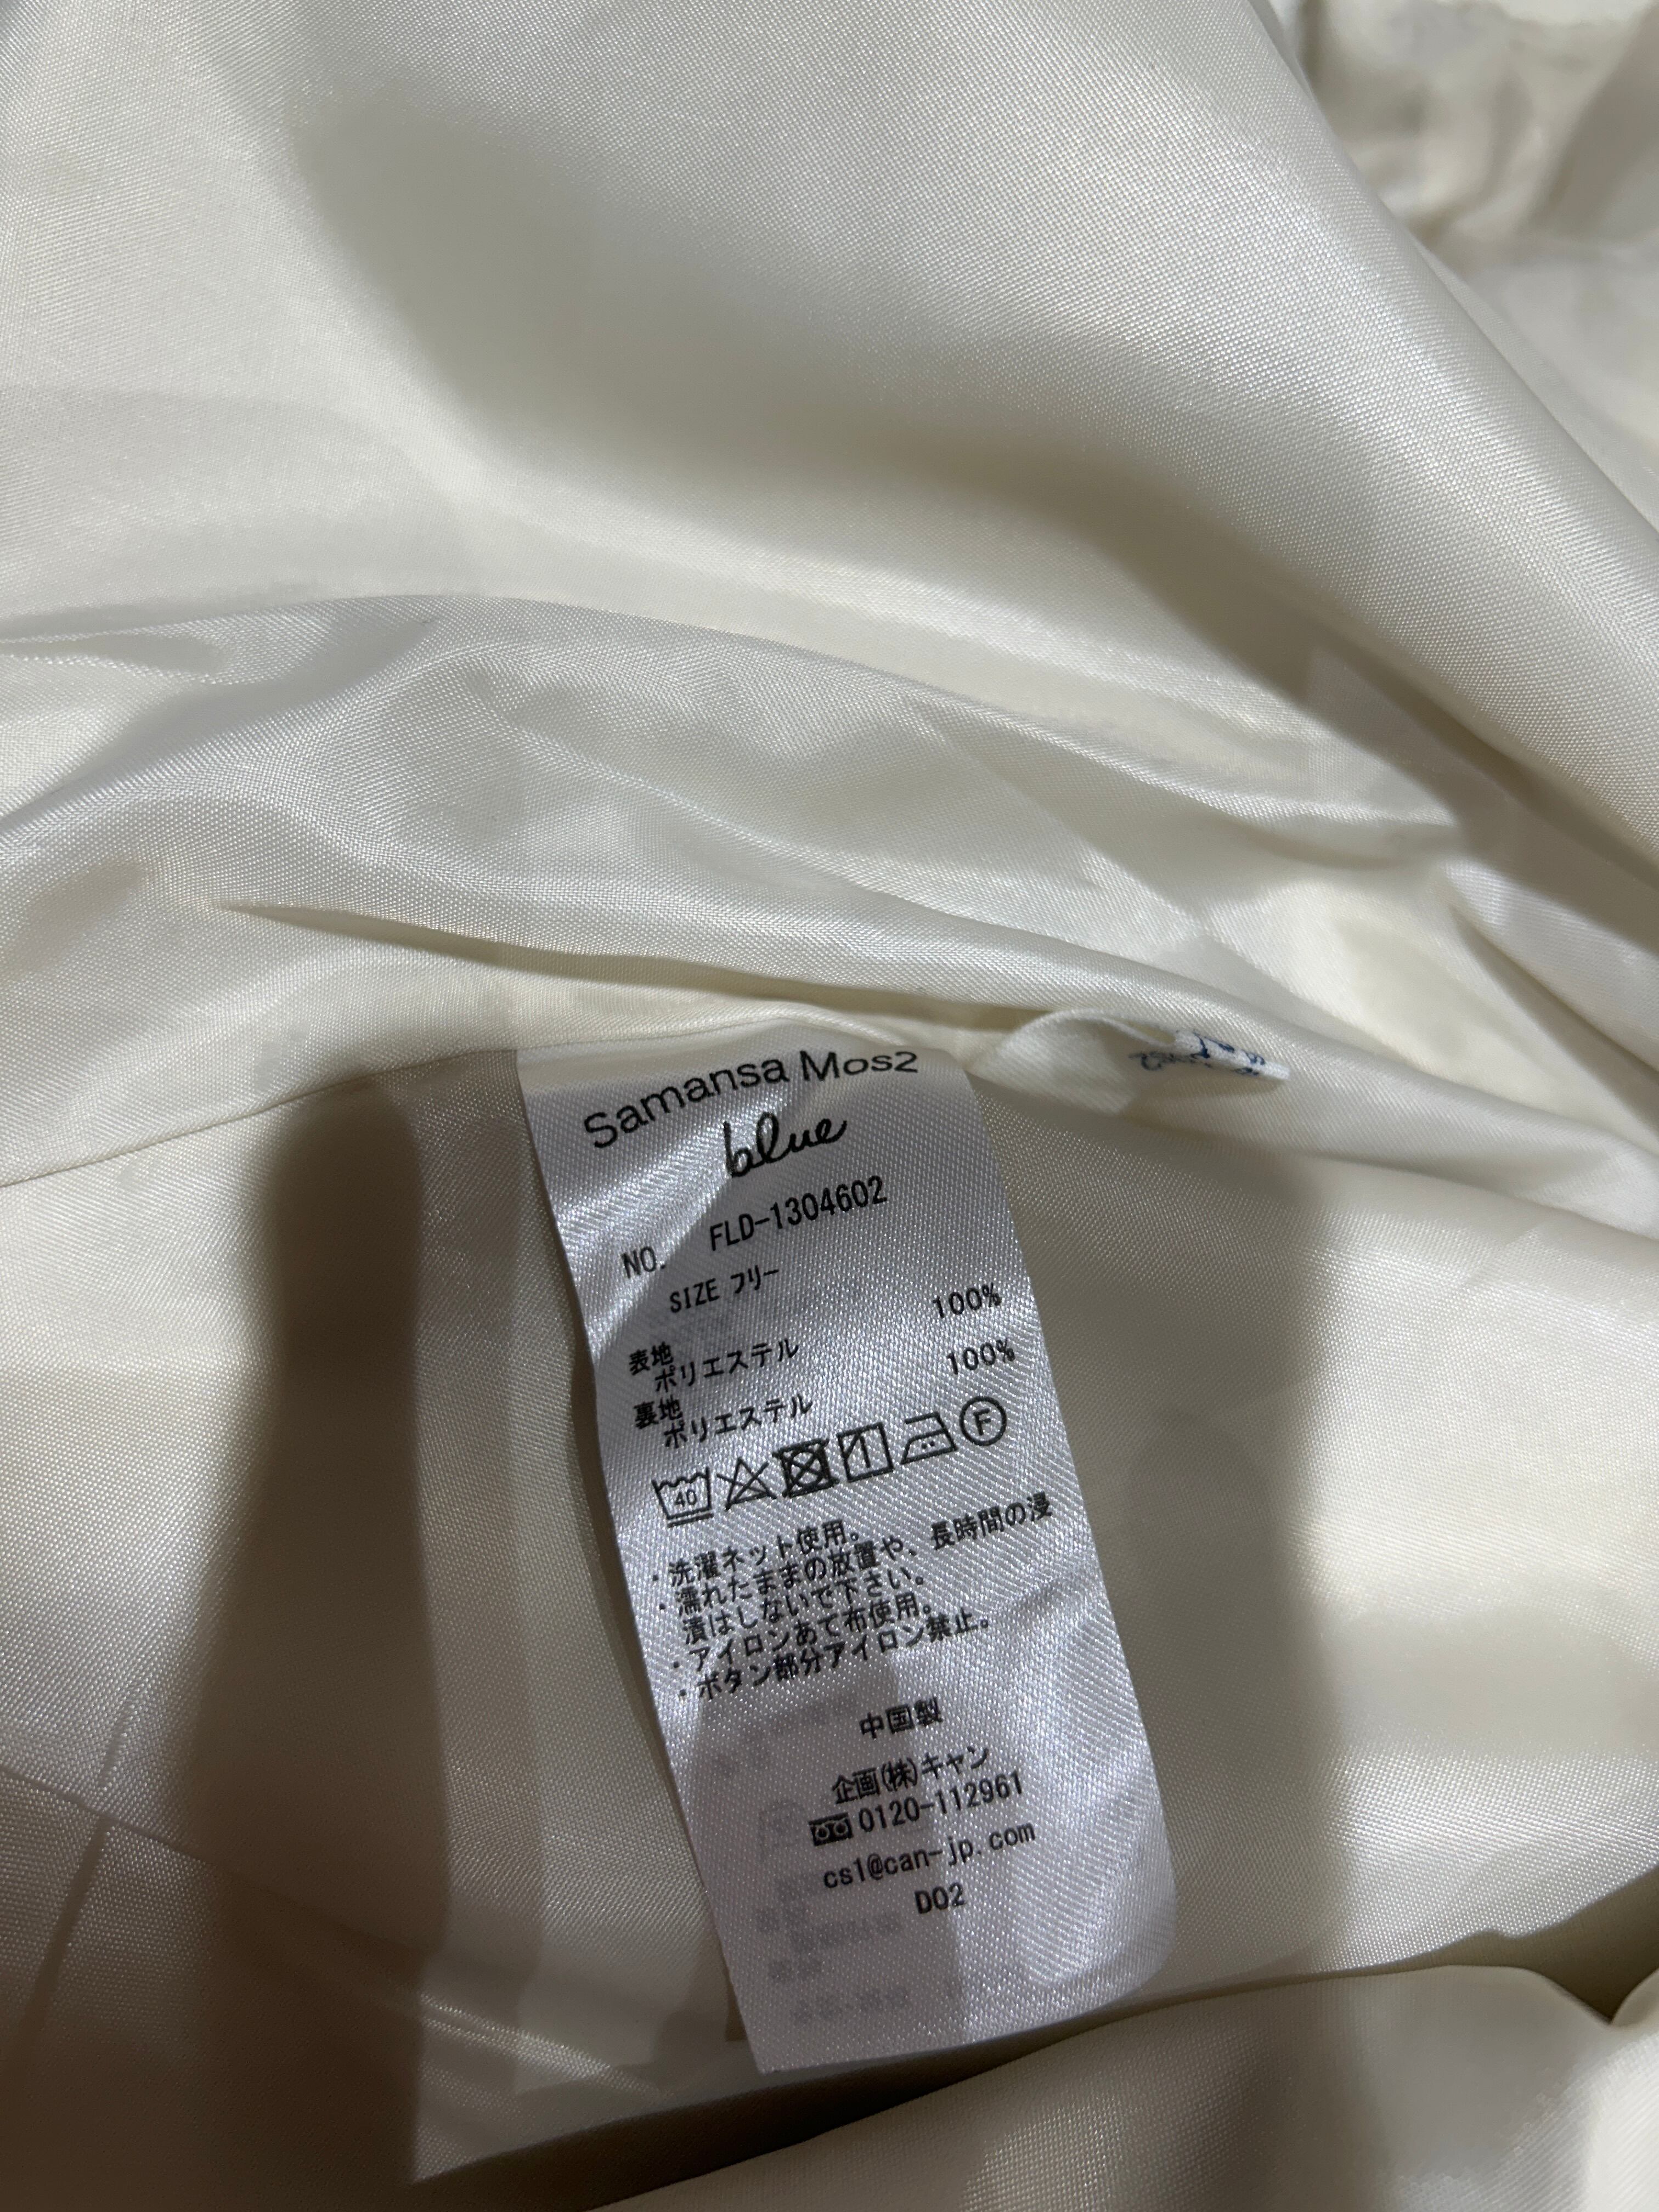 Samansa Mos2
blue
NO. FLD-1304602
SIZE フリー
表地
ポリエステル 100%
裏地
ポリエステル 100%
40
F
・洗濯ネット使用。
・濡れたままの放置や、長時間の浸
漬はしないで下さい。
・アイロンあて布使用。
・ボタン部分アイロン禁止。
中国製
企画(株)キャン
0120-112961
cs1@can-jp.com
D02